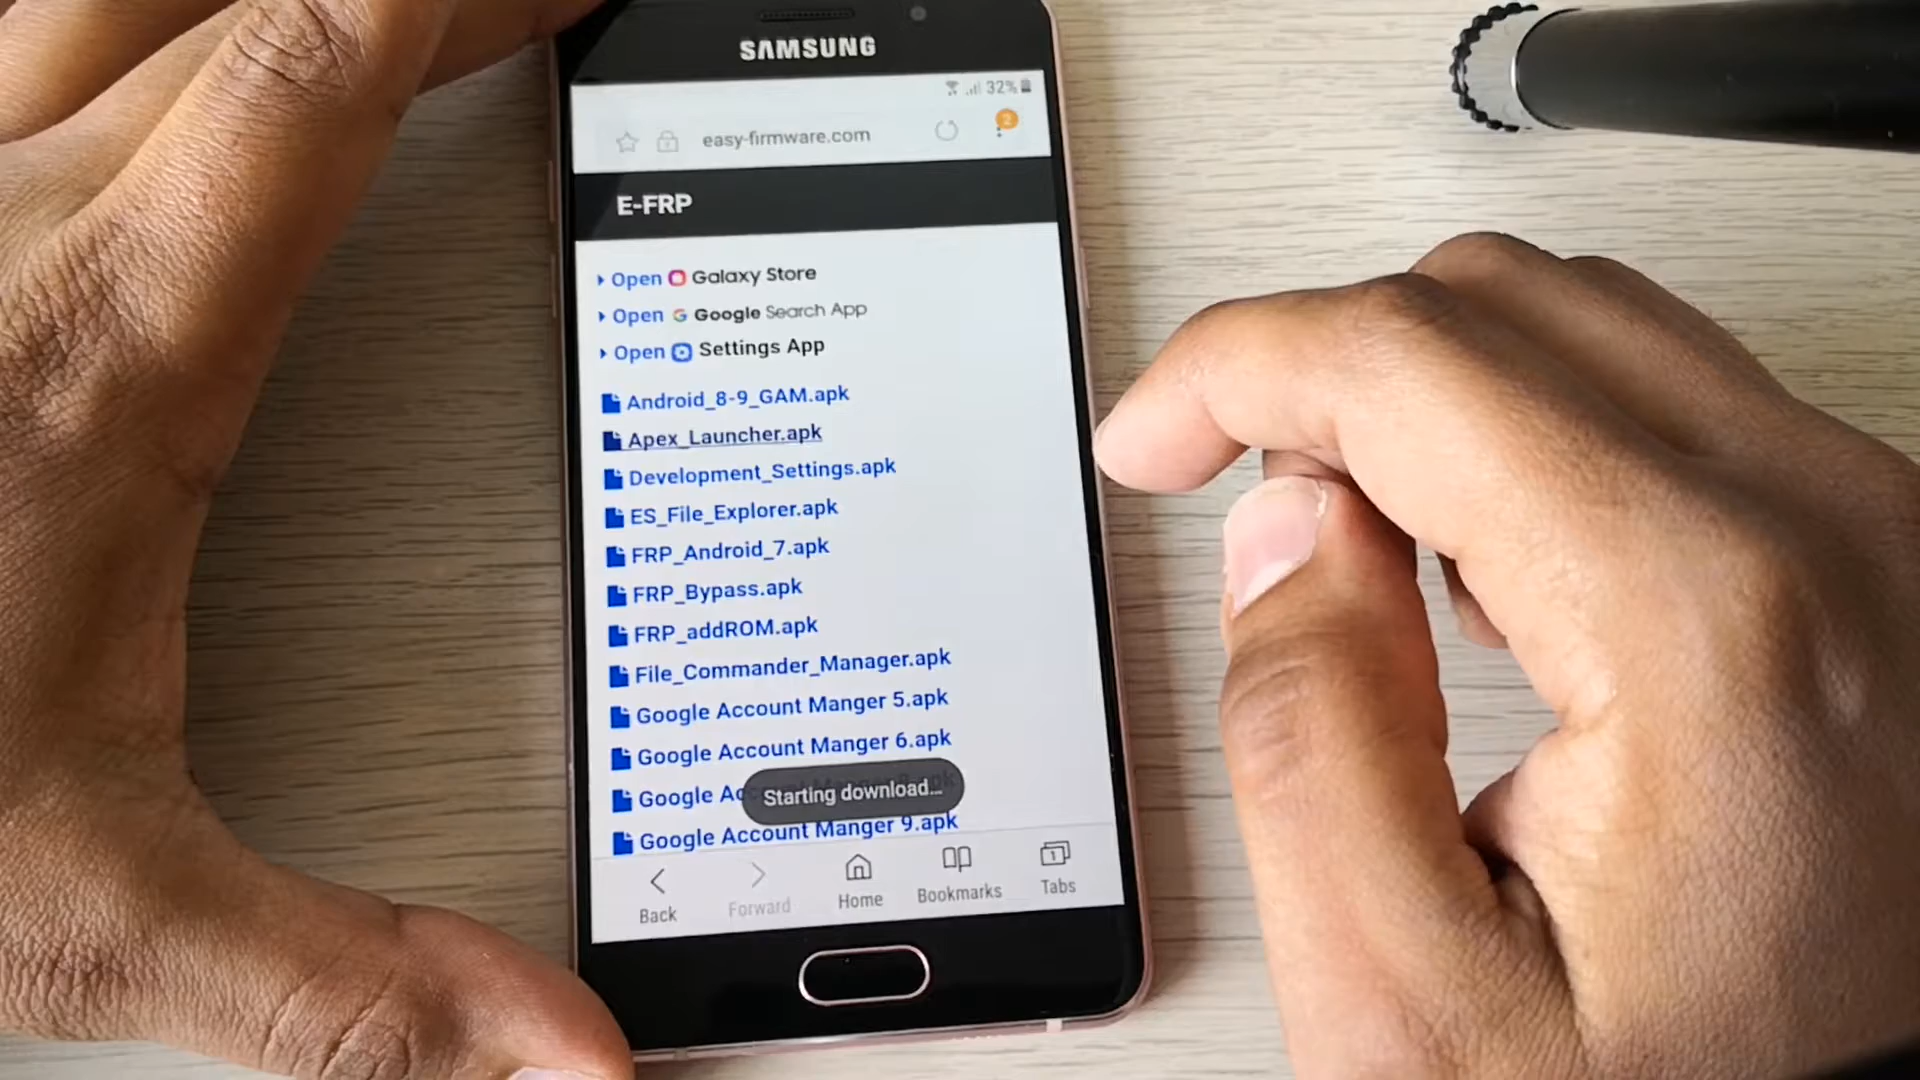 SAMSUNG
32%
easy-firmware.com
2
E-FRP
Open Galaxy Store
Open Google Search App
Open Settings App
Android_8-9_GAM.apk
Apex_Launcher.apk
Development_Settings.apk
ES_File_Explorer.apk
FRP_Android_7.apk
FRP_Bypass.apk
FRP_addROM.apk
File_Commander_Manager.apk
Google Account Manger 5.apk
Google Account Manger 6.apk
Google
Starting download...
Google Account Manger 9.apk
1
Back
Forward
Home
Bookmarks
Tabs